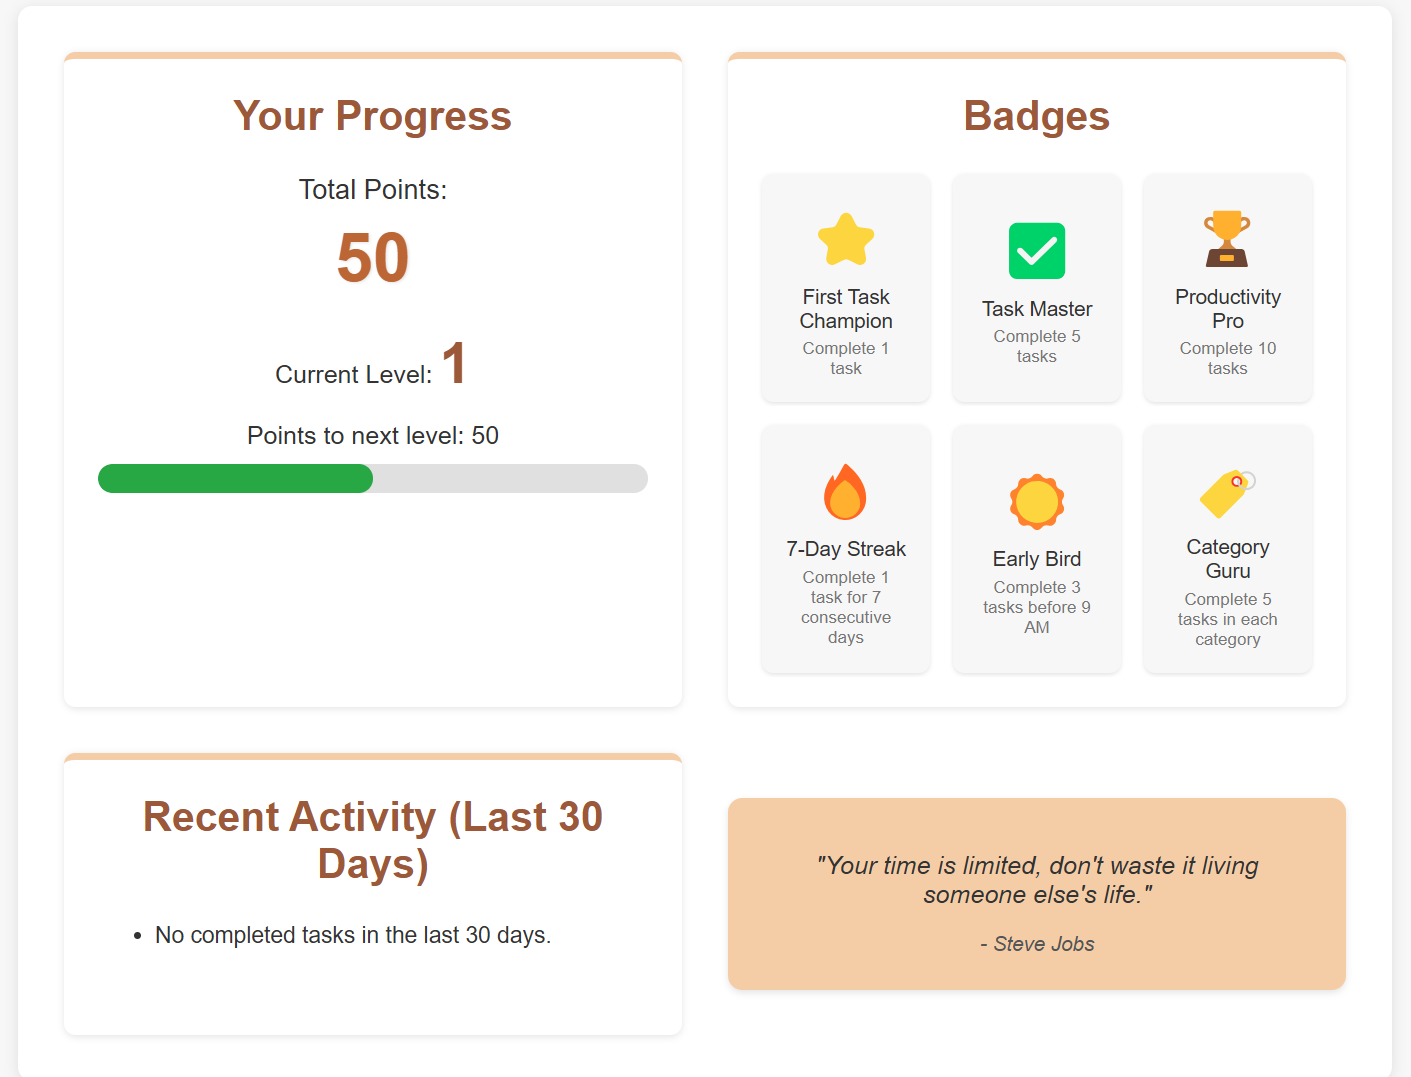 Your Progress
Total Points:
50
Current Level: 1
Points to next level: 50
Badges
First Task
Champion
Complete 1
task
Task Master
Complete 5
tasks
Productivity
Pro
Complete 10
tasks
7-Day Streak
Complete 1
task for 7
consecutive
days
Early Bird
Complete 3
tasks before 9
AM
Category
Guru
Complete 5
tasks in each
category
Recent Activity (Last 30
Days)
• No completed tasks in the last 30 days.
"Your time is limited, don't waste it living
someone else's life."
- Steve Jobs